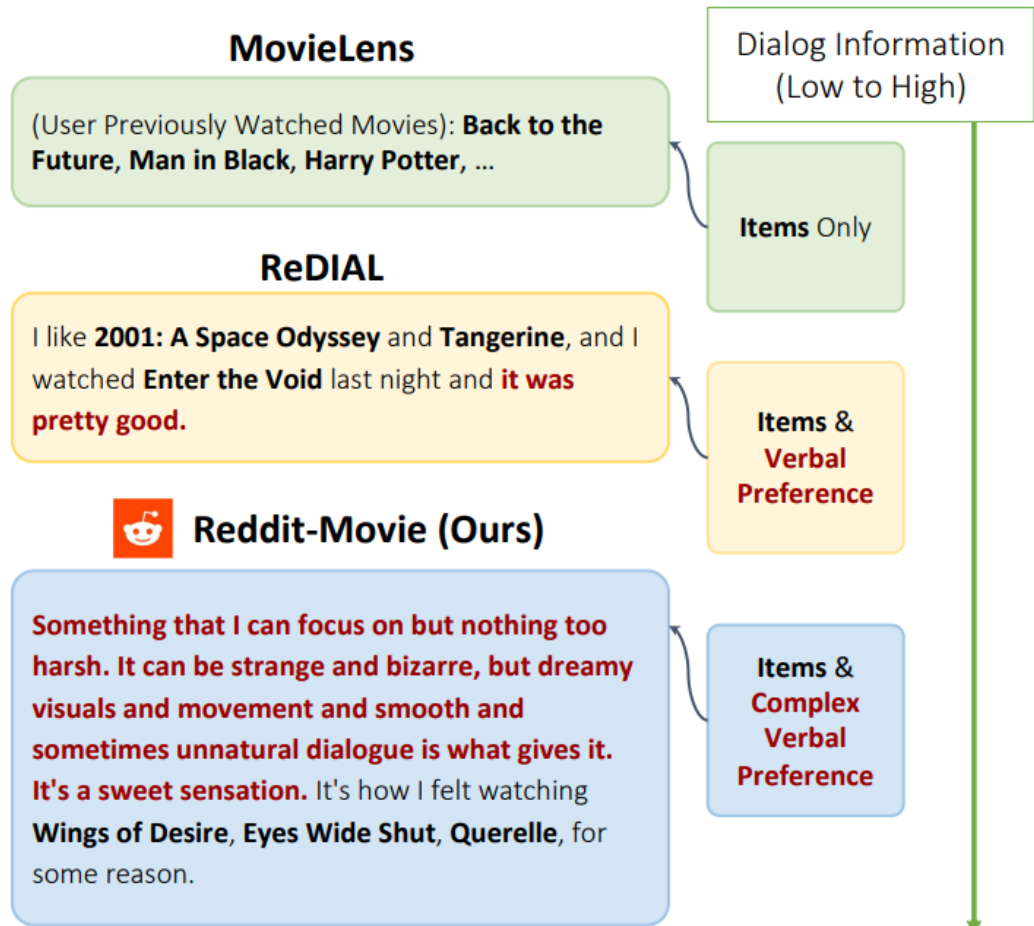 MovieLens
(User Previously Watched Movies): Back to the
Future, Man in Black, Harry Potter, ...
Dialog Information
(Low to High)
Items Only
ReDIAL
I like 2001: A Space Odyssey and Tangerine, and I
watched Enter the Void last night and it was
pretty good.
Items &
Verbal
Preference
Reddit-Movie (Ours)
Something that I can focus on but nothing too
harsh. It can be strange and bizarre, but dreamy
visuals and movement and smooth and
sometimes unnatural dialogue is what gives it.
It's a sweet sensation. It's how I felt watching
Wings of Desire, Eyes Wide Shut, Querelle, for
some reason.
Items &
Complex
Verbal
Preference